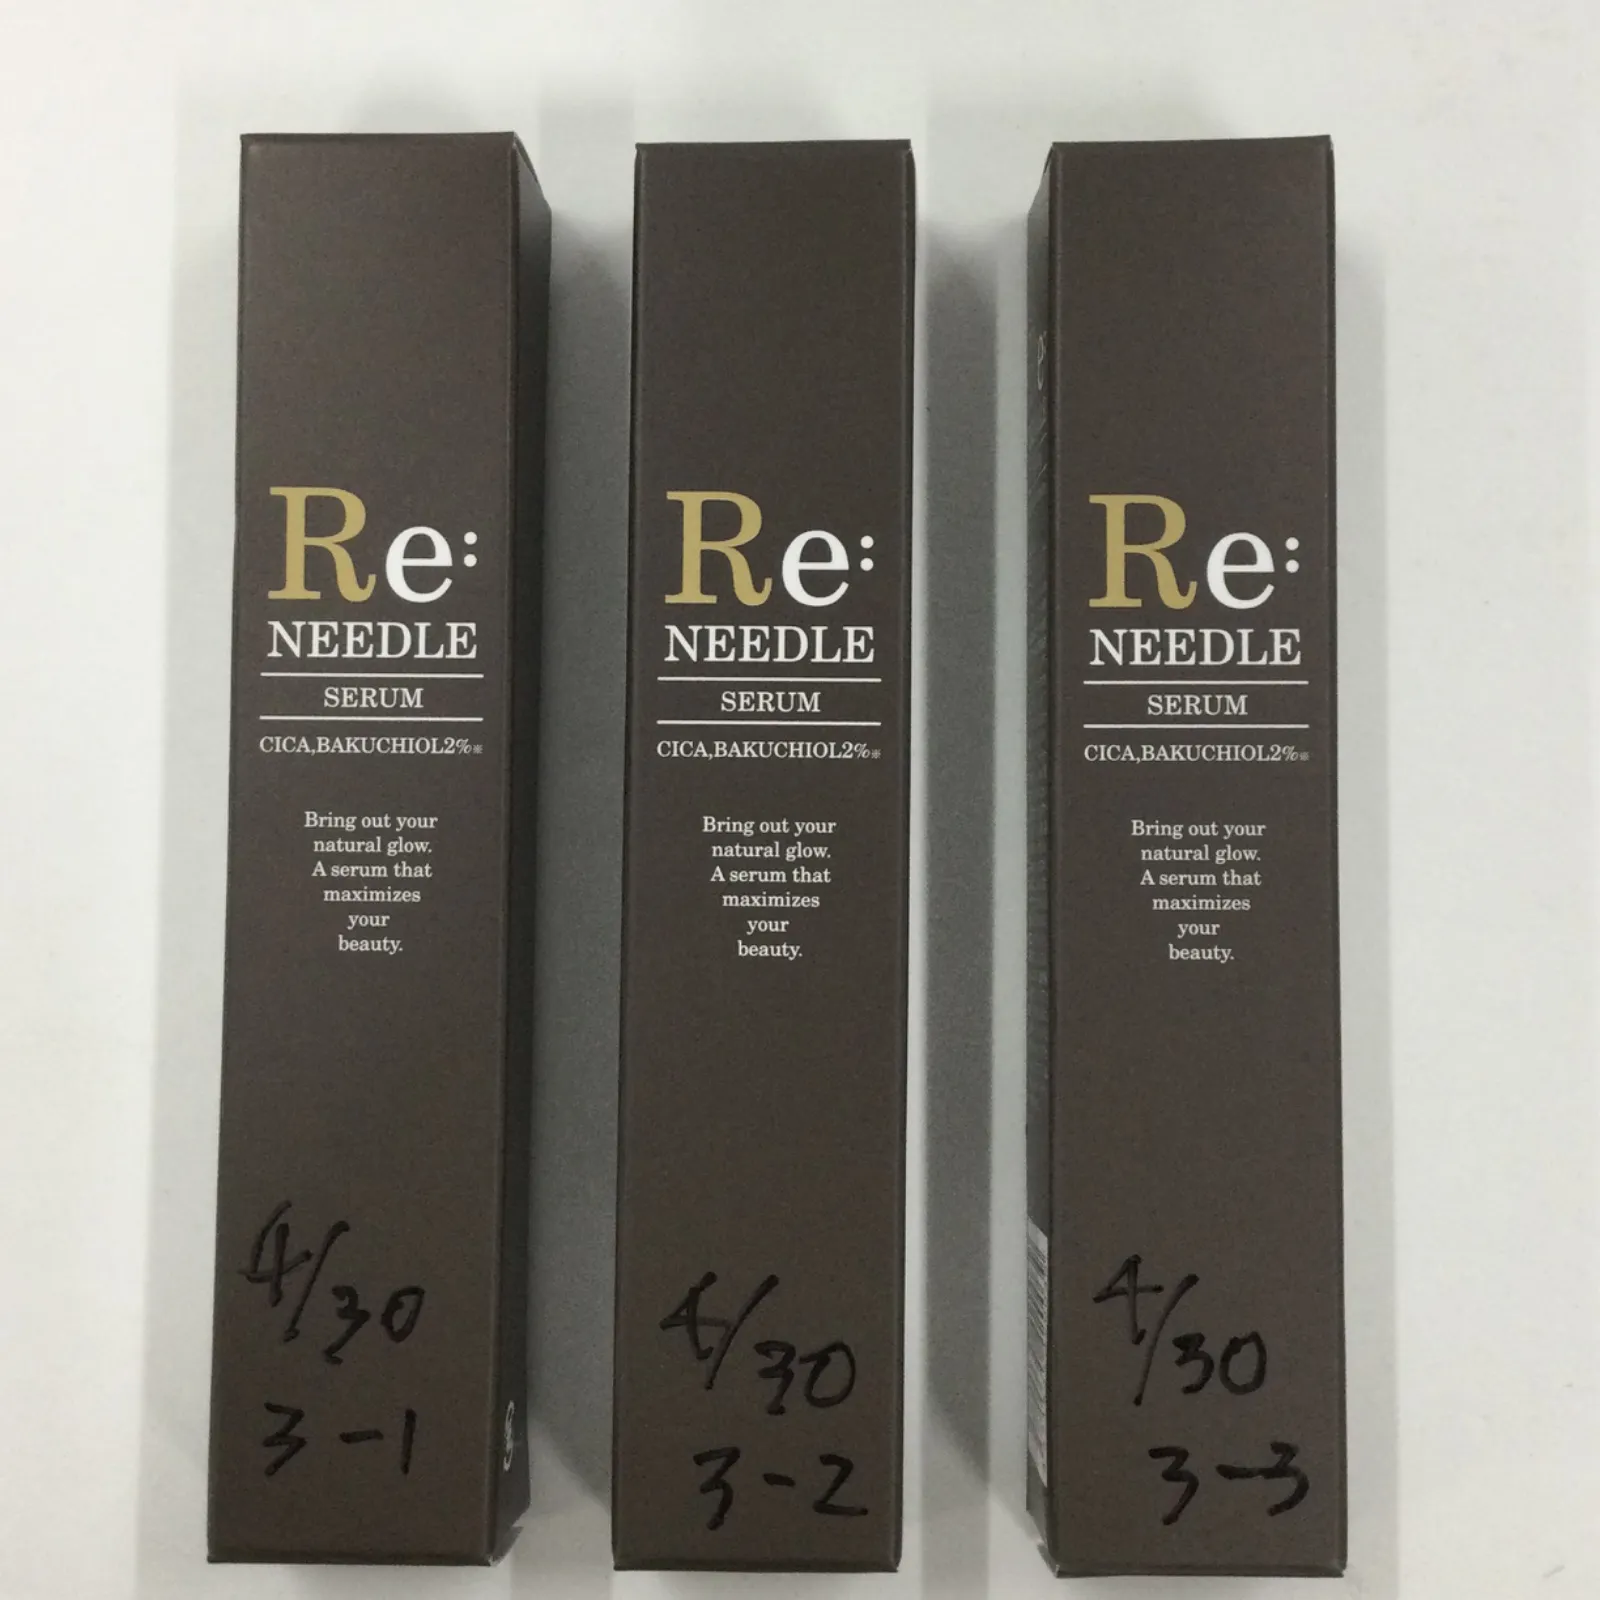 Re:
NEEDLE
SERUM
CICA,BAKUCHIOL2%※
Bring out your
natural glow.
A serum that
maximizes
your
beauty.
4/30
3-1
Re:
NEEDLE
SERUM
CICA,BAKUCHIOL2%※
Bring out your
natural glow.
A serum that
maximizes
your
beauty.
4/30
3-2
Re:
NEEDLE
SERUM
CICA,BAKUCHIOL2%※
Bring out your
natural glow.
A serum that
maximizes
your
beauty.
4/30
3-3